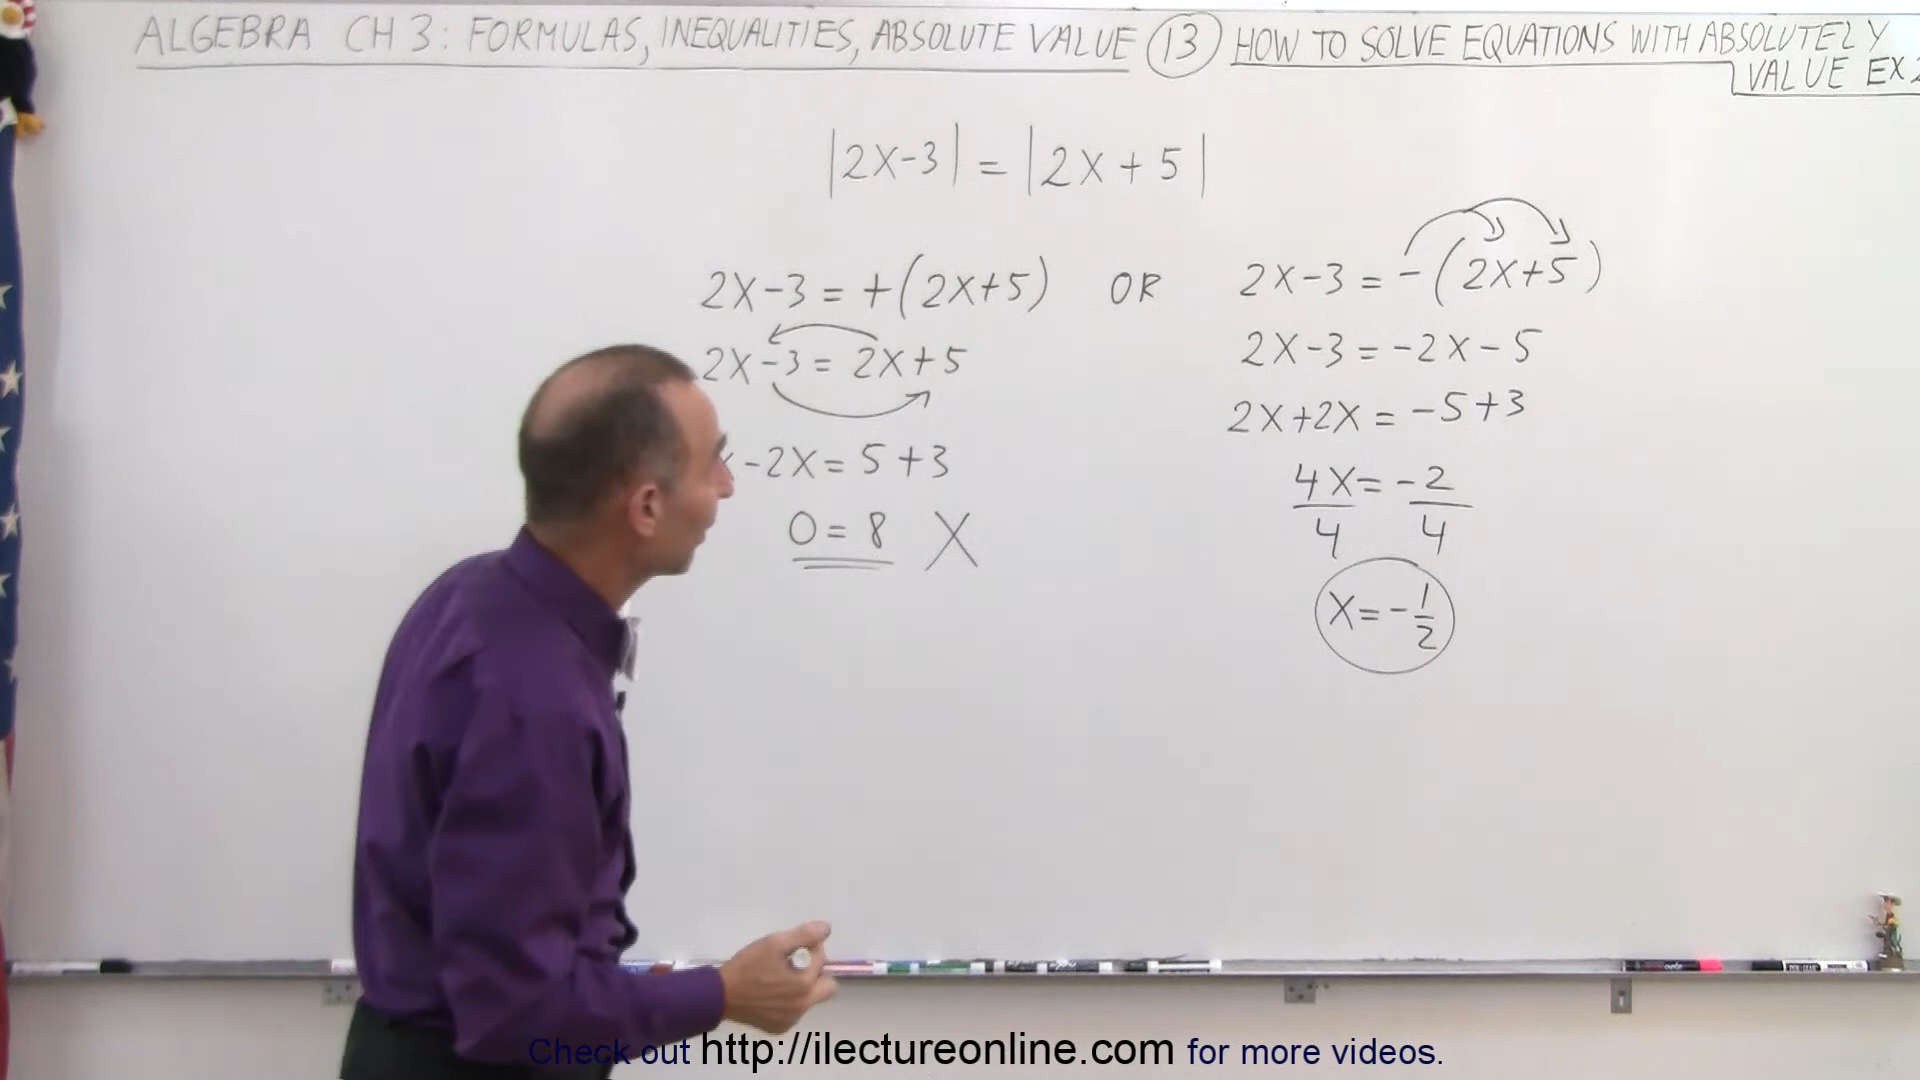 ALGEBRA CH 3: FORMULAS, INEQUALITIES, ABSOLUTE VALUE 13 HOW TO SOLVE EQUATIONS WITH ABSOLUTELY
VALUE EX 2
|2X-3| = |2X+5|
2X-3 = +(2X+5) OR 2X-3 = -(2X+5)
2X-3 = 2X+5
-2X = 5+3
0 = 8 X
2X-3 = -2X-5
2X+2X = -5+3
4X = -2
4 4
X = -1/2
Check out http://ilectureonline.com for more videos.